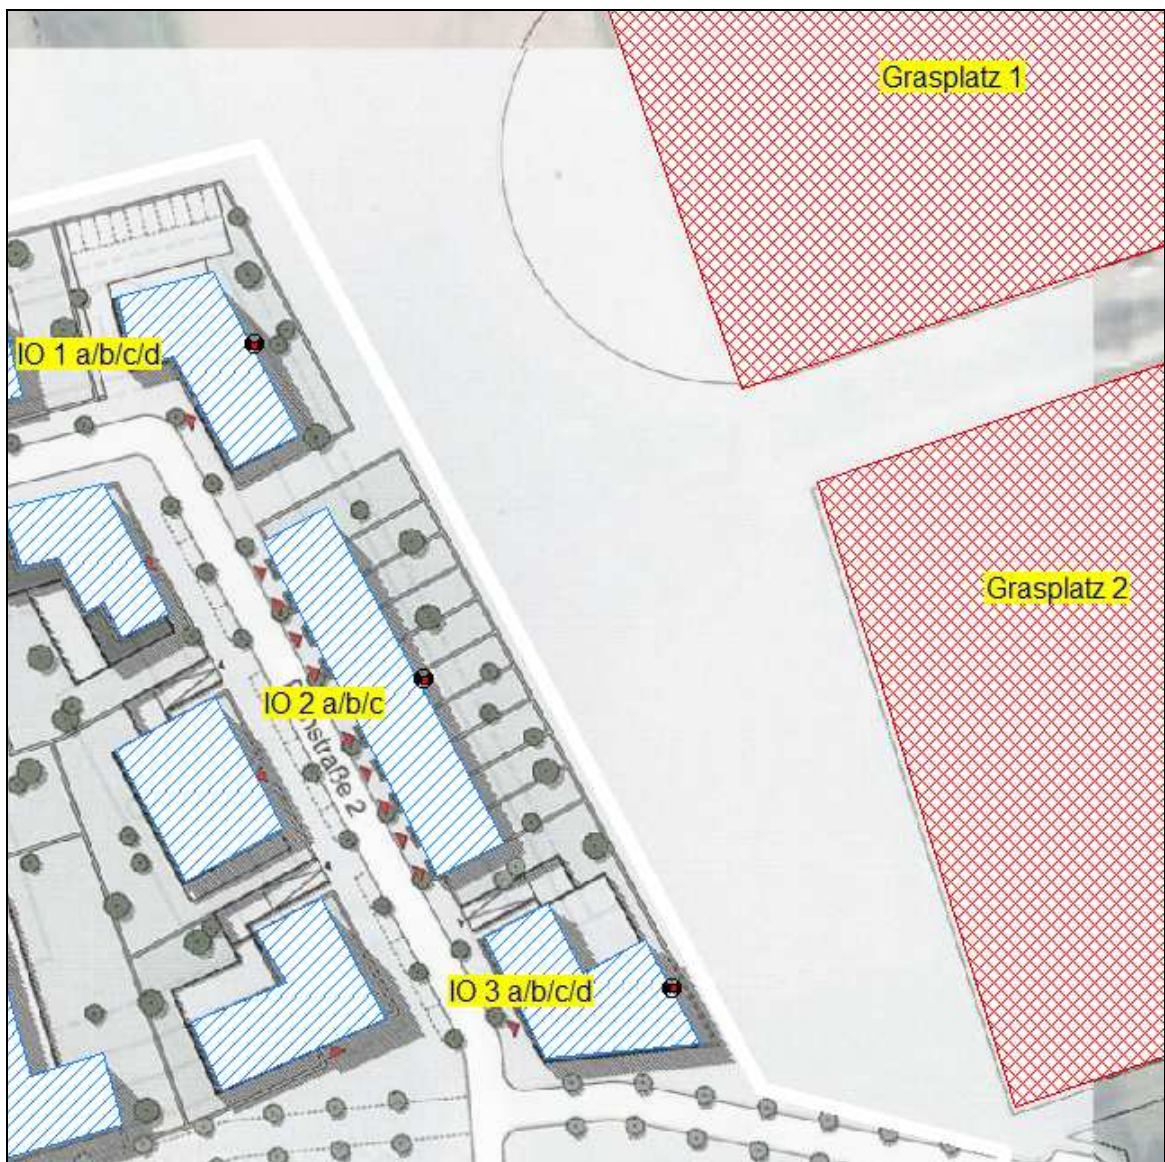 Grasplatz 1
IO 1 a/b/c/d
Grasplatz 2
IO 2 a/b/c
IO 3 a/b/c/d